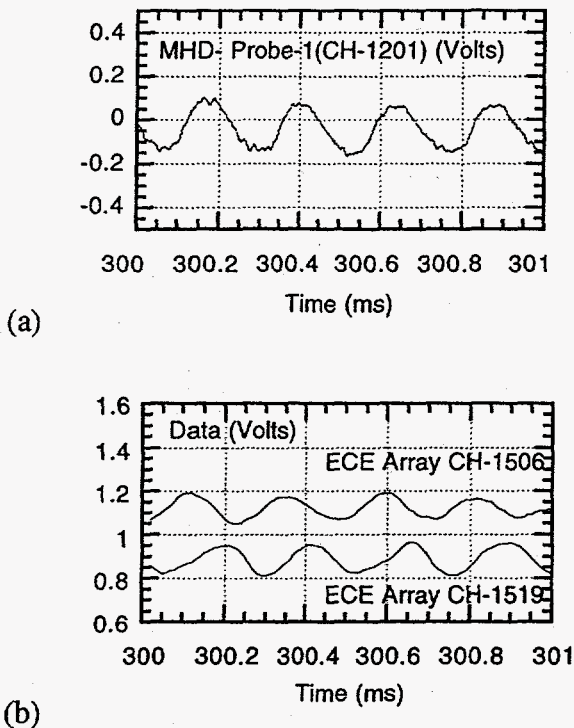 0.4
MHD- Probe-1(CH-1201) (Volts)
0.2
0
-0.2
-0.4
300 300.2 300.4 300.6 300.8 301
Time (ms)
(a)
1.6
Data (Volts)
1.4
ECE Array CH-1506
1.2
1
0.8
ECE Array CH-1519
0.6
300 300.2 300.4 300.6 300.8 301
Time (ms)
(b)